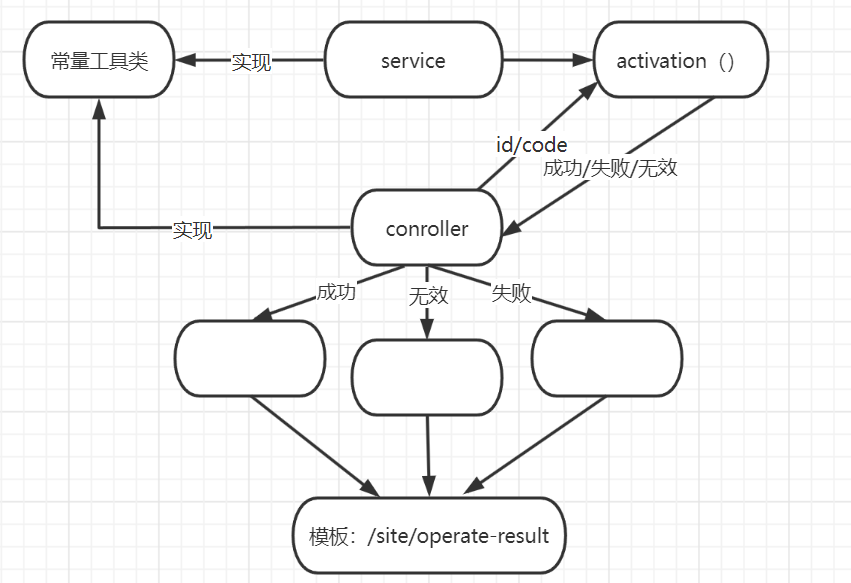 常量工具类
实现
service
activation（）
id/code
成功/失败/无效
实现
conroller
成功
无效
失败
模板：/site/operate-result